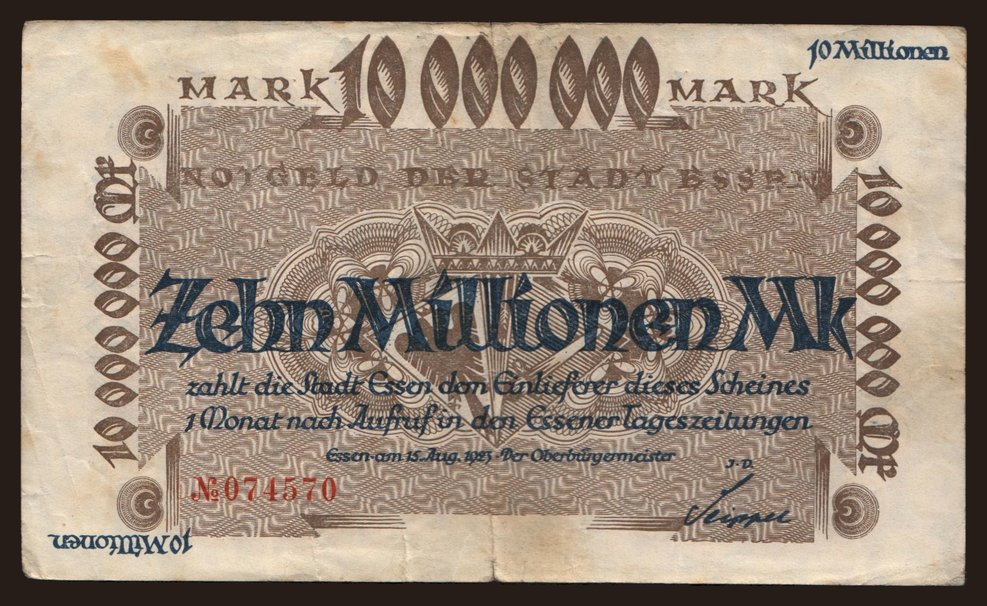 10 Millionen
MARK 10 000 000 MARK
NOTGELD DER STADT ESSEN
10 000 000 Mk
10 000 000 Mk
Zehn Millionen Mk
zahlt die Stadt Essen dem Einlieferer dieses Scheines
1 Monat nach Aufruf in den Essener Tageszeitungen
Essen am 15. Aug. 1923 · Der Oberbürgermeister
J. D.
№ 074570
10 Millionen